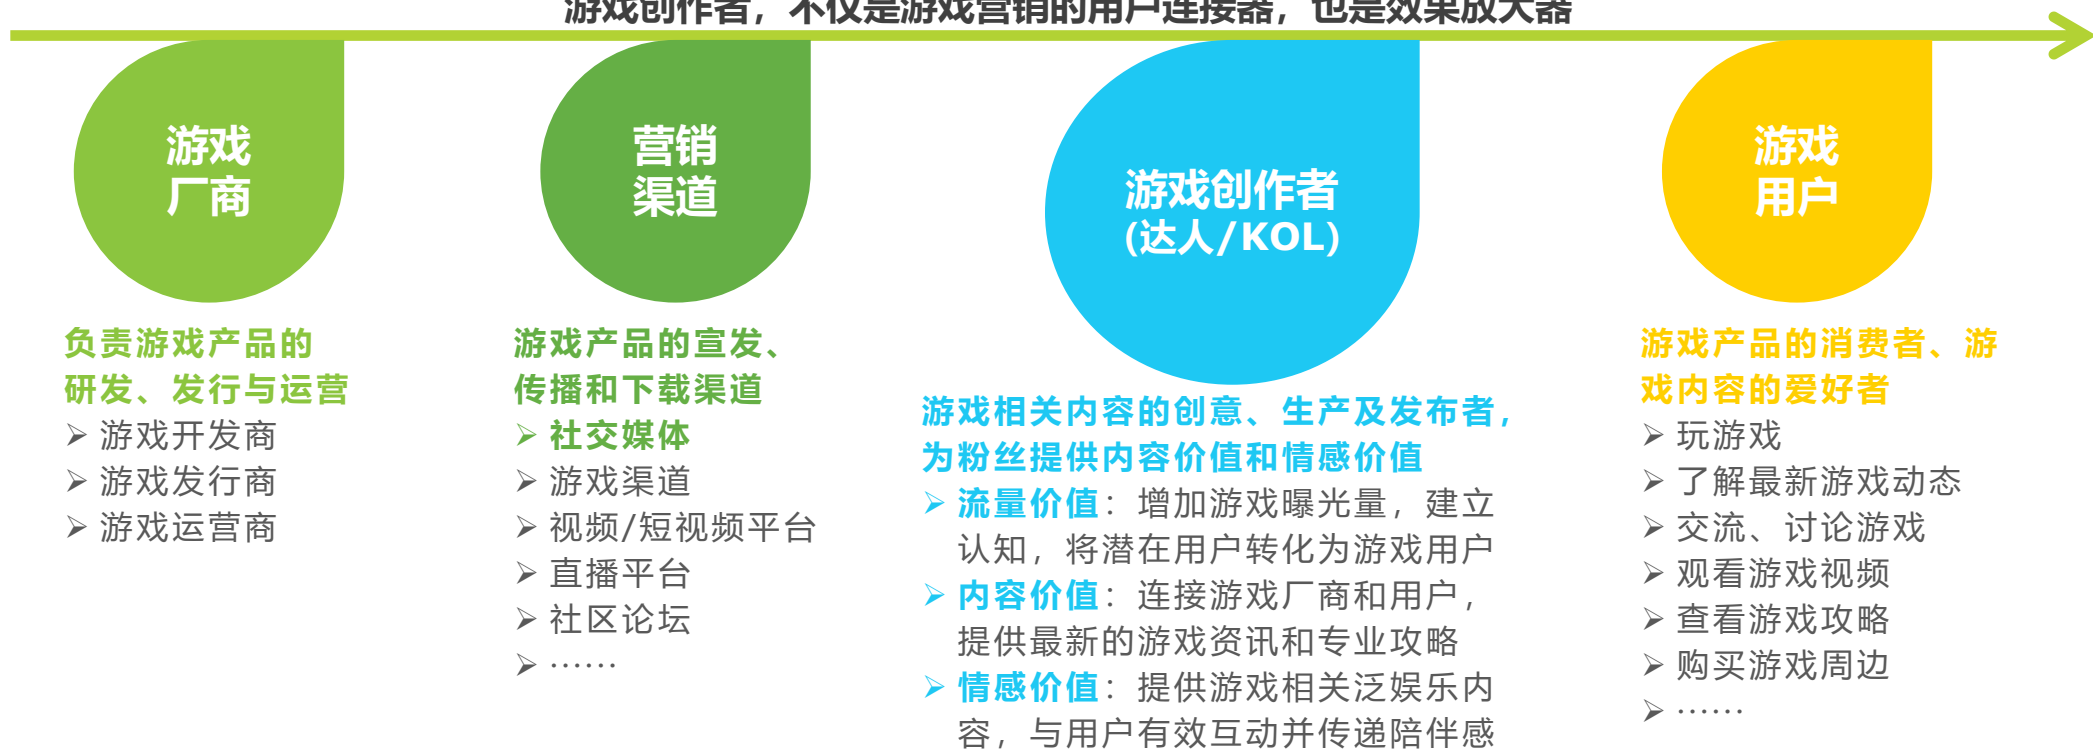 游戏创作者，不仅是游戏营销的用户连接器，也是效果放大器
游戏
厂商
负责游戏产品的
研发、发行与运营
➢ 游戏开发商
➢ 游戏发行商
➢ 游戏运营商
营销
渠道
游戏产品的宣发、
传播和下载渠道
➢ 社交媒体
➢ 游戏渠道
➢ 视频/短视频平台
➢ 直播平台
➢ 社区论坛
➢ ······
游戏创作者
(达人/KOL)
游戏相关内容的创意、生产及发布者，
为粉丝提供内容价值和情感价值
➢ 流量价值：增加游戏曝光量，建立
认知，将潜在用户转化为游戏用户
➢ 内容价值：连接游戏厂商和用户，
提供最新的游戏资讯和专业攻略
➢ 情感价值：提供游戏相关泛娱乐内
容，与用户有效互动并传递陪伴感
游戏
用户
游戏产品的消费者、游
戏内容的爱好者
➢ 玩游戏
➢ 了解最新游戏动态
➢ 交流、讨论游戏
➢ 观看游戏视频
➢ 查看游戏攻略
➢ 购买游戏周边
➢ ······